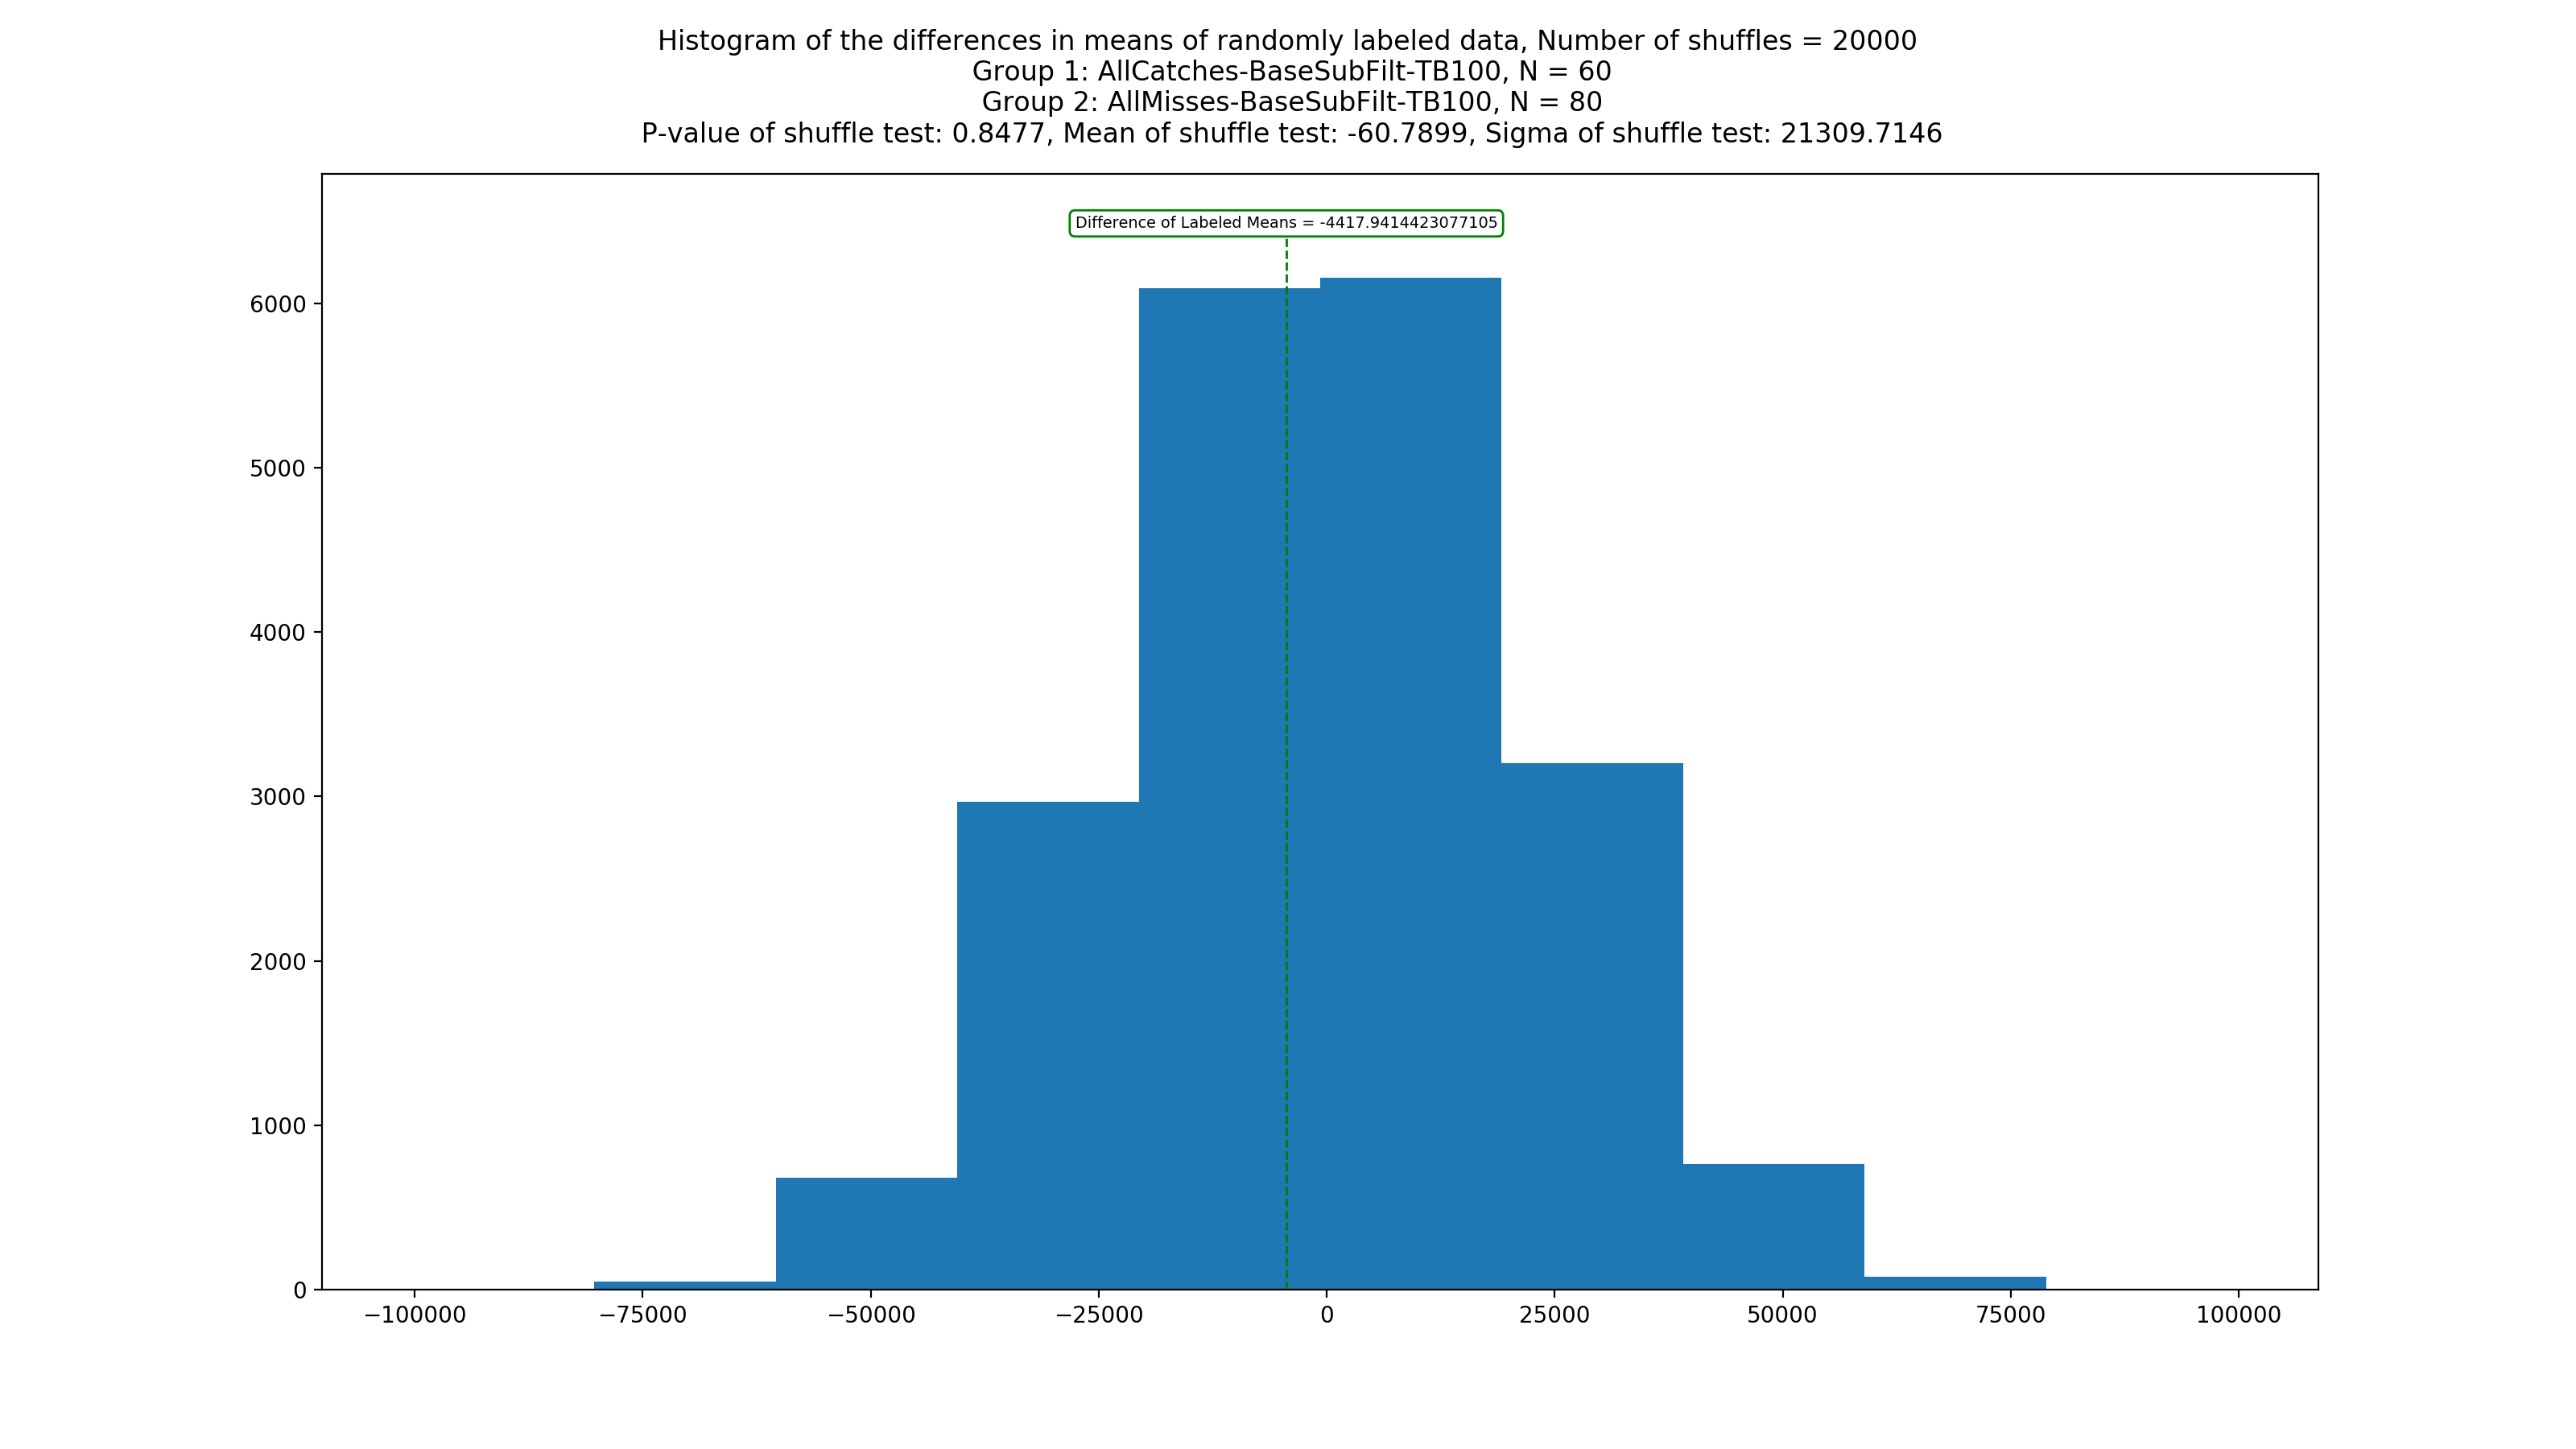 Histogram of the differences in means of randomly labeled data, Number of shuffles = 20000
Group 1: AllCatches-BaseSubFilt-TB100, N = 60
Group 2: AllMisses-BaseSubFilt-TB100, N = 80
P-value of shuffle test: 0.8477, Mean of shuffle test: -60.7899, Sigma of shuffle test: 21309.7146
Difference of Labeled Means = -4417.9414423077105
6000
5000
4000
3000
2000
1000
0
−100000 −75000 −50000 −25000 0 25000 50000 75000 100000